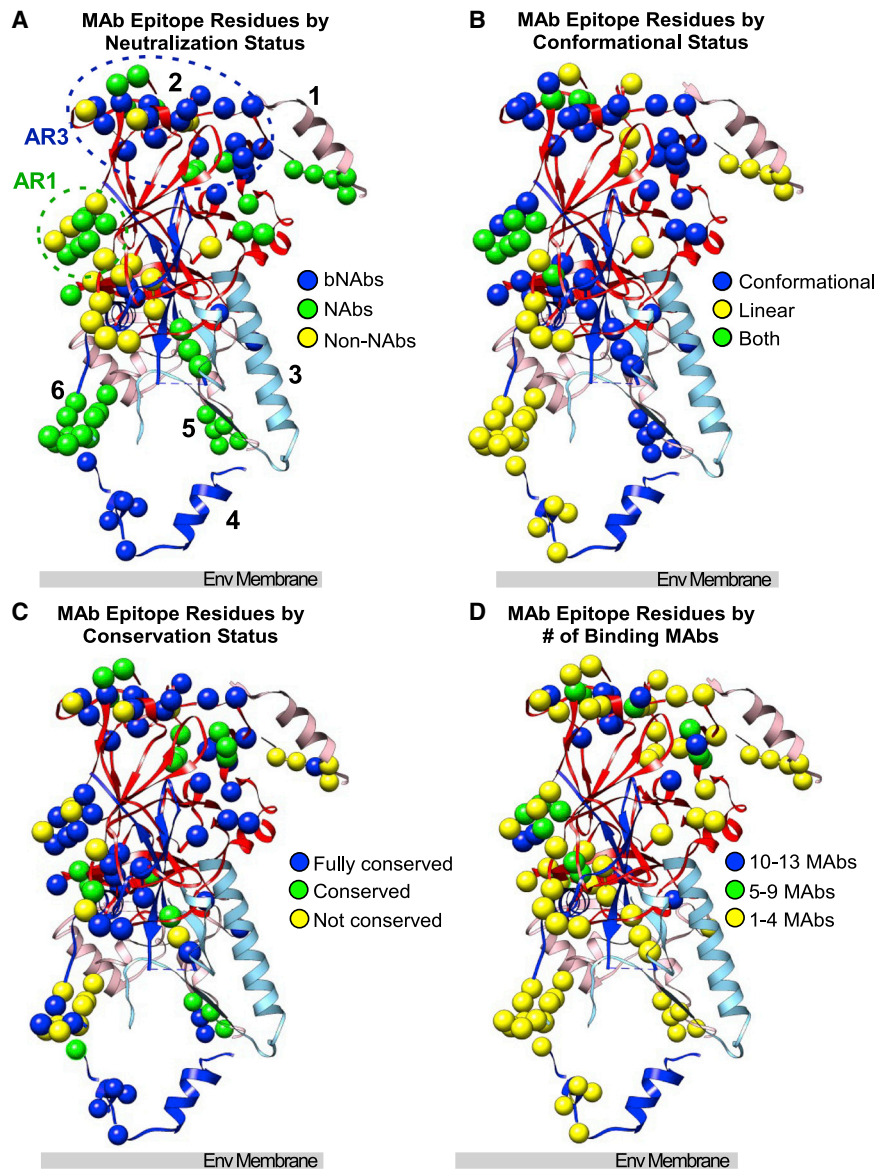 A
MAb Epitope Residues by
Neutralization Status
2
1
AR3
AR1
bNAbs
NAbs
Non-NAbs
3
6
5
4
Env Membrane
B
MAb Epitope Residues by
Conformational Status
Conformational
Linear
Both
Env Membrane
C
MAb Epitope Residues by
Conservation Status
Fully conserved
Conserved
Not conserved
Env Membrane
D
MAb Epitope Residues by
# of Binding MAbs
10-13 MAbs
5-9 MAbs
1-4 MAbs
Env Membrane